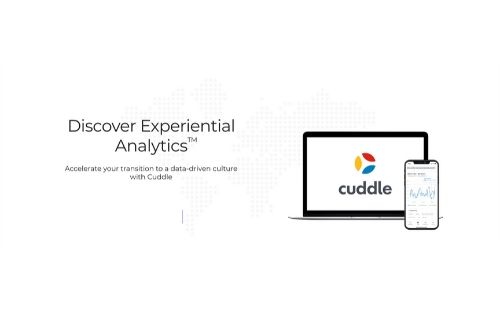 Discover Experiential
Analytics™
Accelerate your transition to a data-driven culture
with Cuddle
cuddle